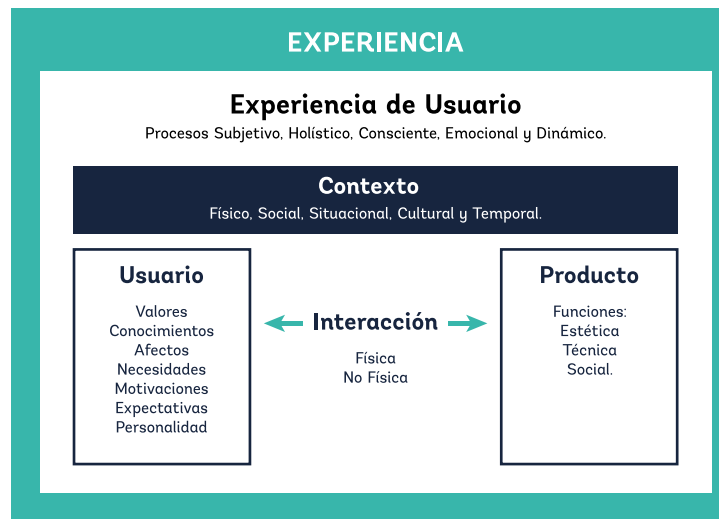 EXPERIENCIA
Experiencia de Usuario
Procesos Subjetivo, Holístico, Consciente, Emocional y Dinámico.
Contexto
Físico, Social, Situacional, Cultural y Temporal.
Usuario
Valores
Conocimientos
Afectos
Necesidades
Motivaciones
Expectativas
Personalidad
Interacción
Física
No Física
Producto
Funciones:
Estética
Técnica
Social.